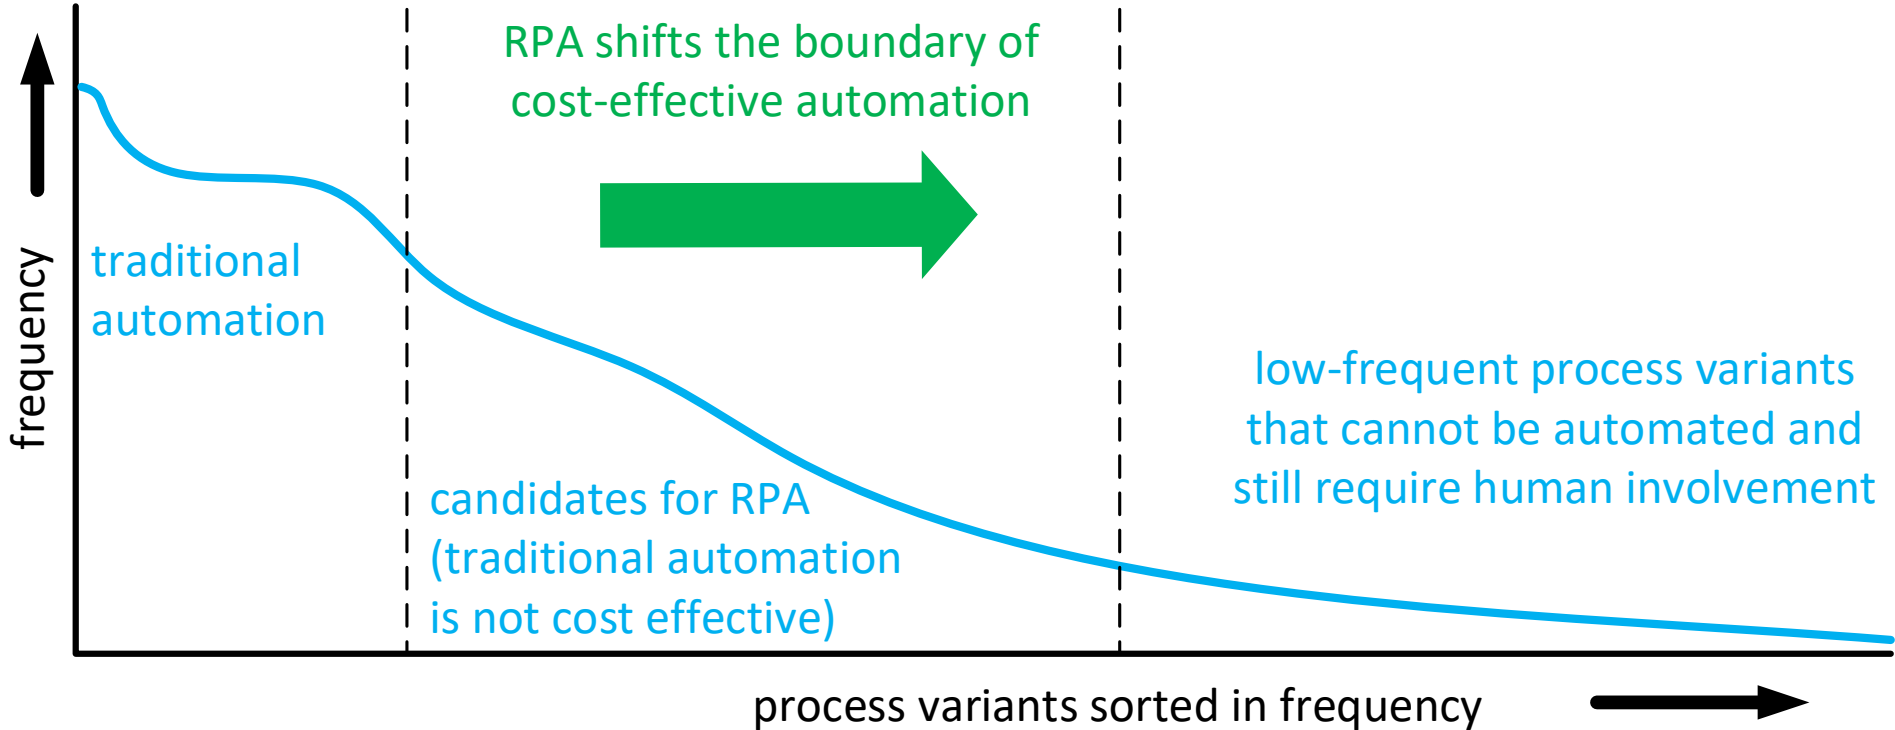 RPA shifts the boundary of
cost-effective automation
frequency
traditional
automation
candidates for RPA
(traditional automation
is not cost effective)
low-frequent process variants
that cannot be automated and
still require human involvement
process variants sorted in frequency